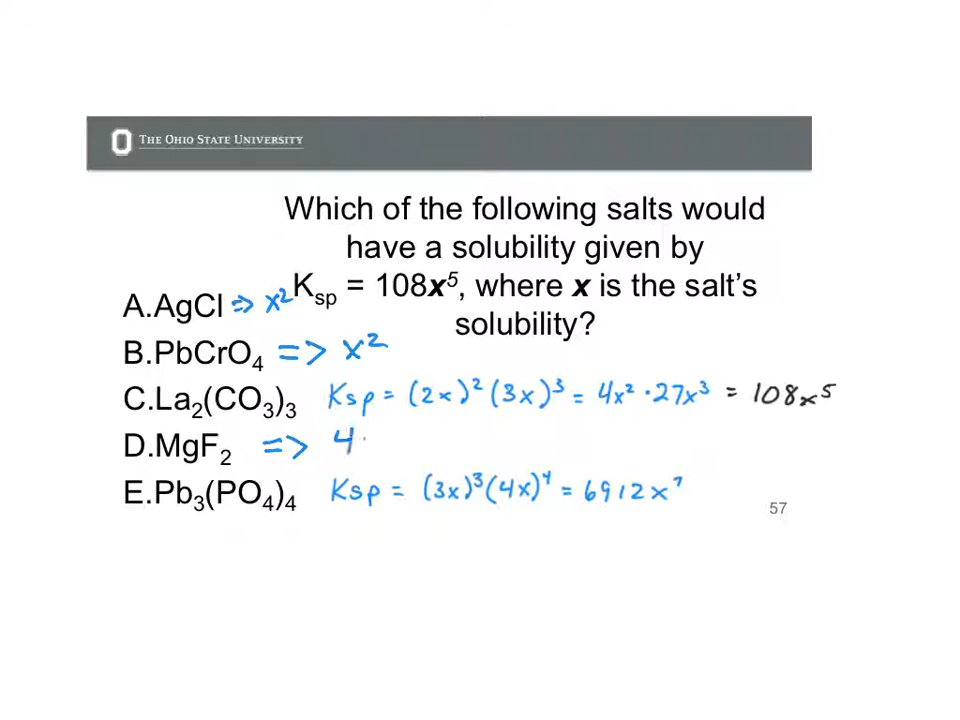 THE OHIO STATE UNIVERSITY
Which of the following salts would
have a solubility given by
Ksp = 108x⁵, where x is the salt's
solubility?
A.AgCl => x²
B.PbCrO₄ => x²
C.La₂(CO₃)₃ Ksp = (2x)²(3x)³ = 4x² · 27x³ = 108x⁵
D.MgF₂ => 4
E.Pb₃(PO₄)₄ Ksp = (3x)³(4x)⁴ = 6912x⁷
57